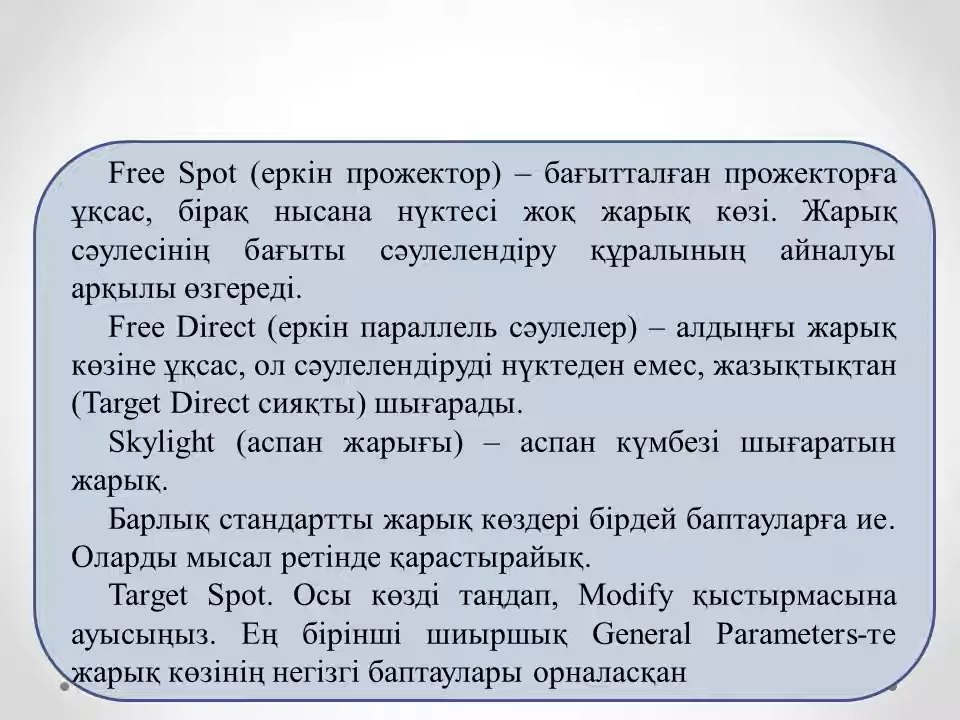 Free Spot (еркін прожектор) – бағытталған прожекторға
ұқсас, бірақ нысана нүктесі жоқ жарық көзі. Жарық
сәулесінің бағыты сәулелендіру құралының айналуы
арқылы өзгереді.
Free Direct (еркін параллель сәулелер) – алдыңғы жарық
көзіне ұқсас, ол сәулелендіруді нүктеден емес, жазықтықтан
(Target Direct сияқты) шығарады.
Skylight (аспан жарығы) – аспан күмбезі шығаратын
жарық.
Барлық стандартты жарық көздері бірдей баптауларға ие.
Оларды мысал ретінде қарастырайық.
Target Spot. Осы көзді таңдап, Modify қыстырмасына
ауысыңыз. Ең бірінші шиыршық General Parameters-те
жарық көзінің негізгі баптаулары орналасқан